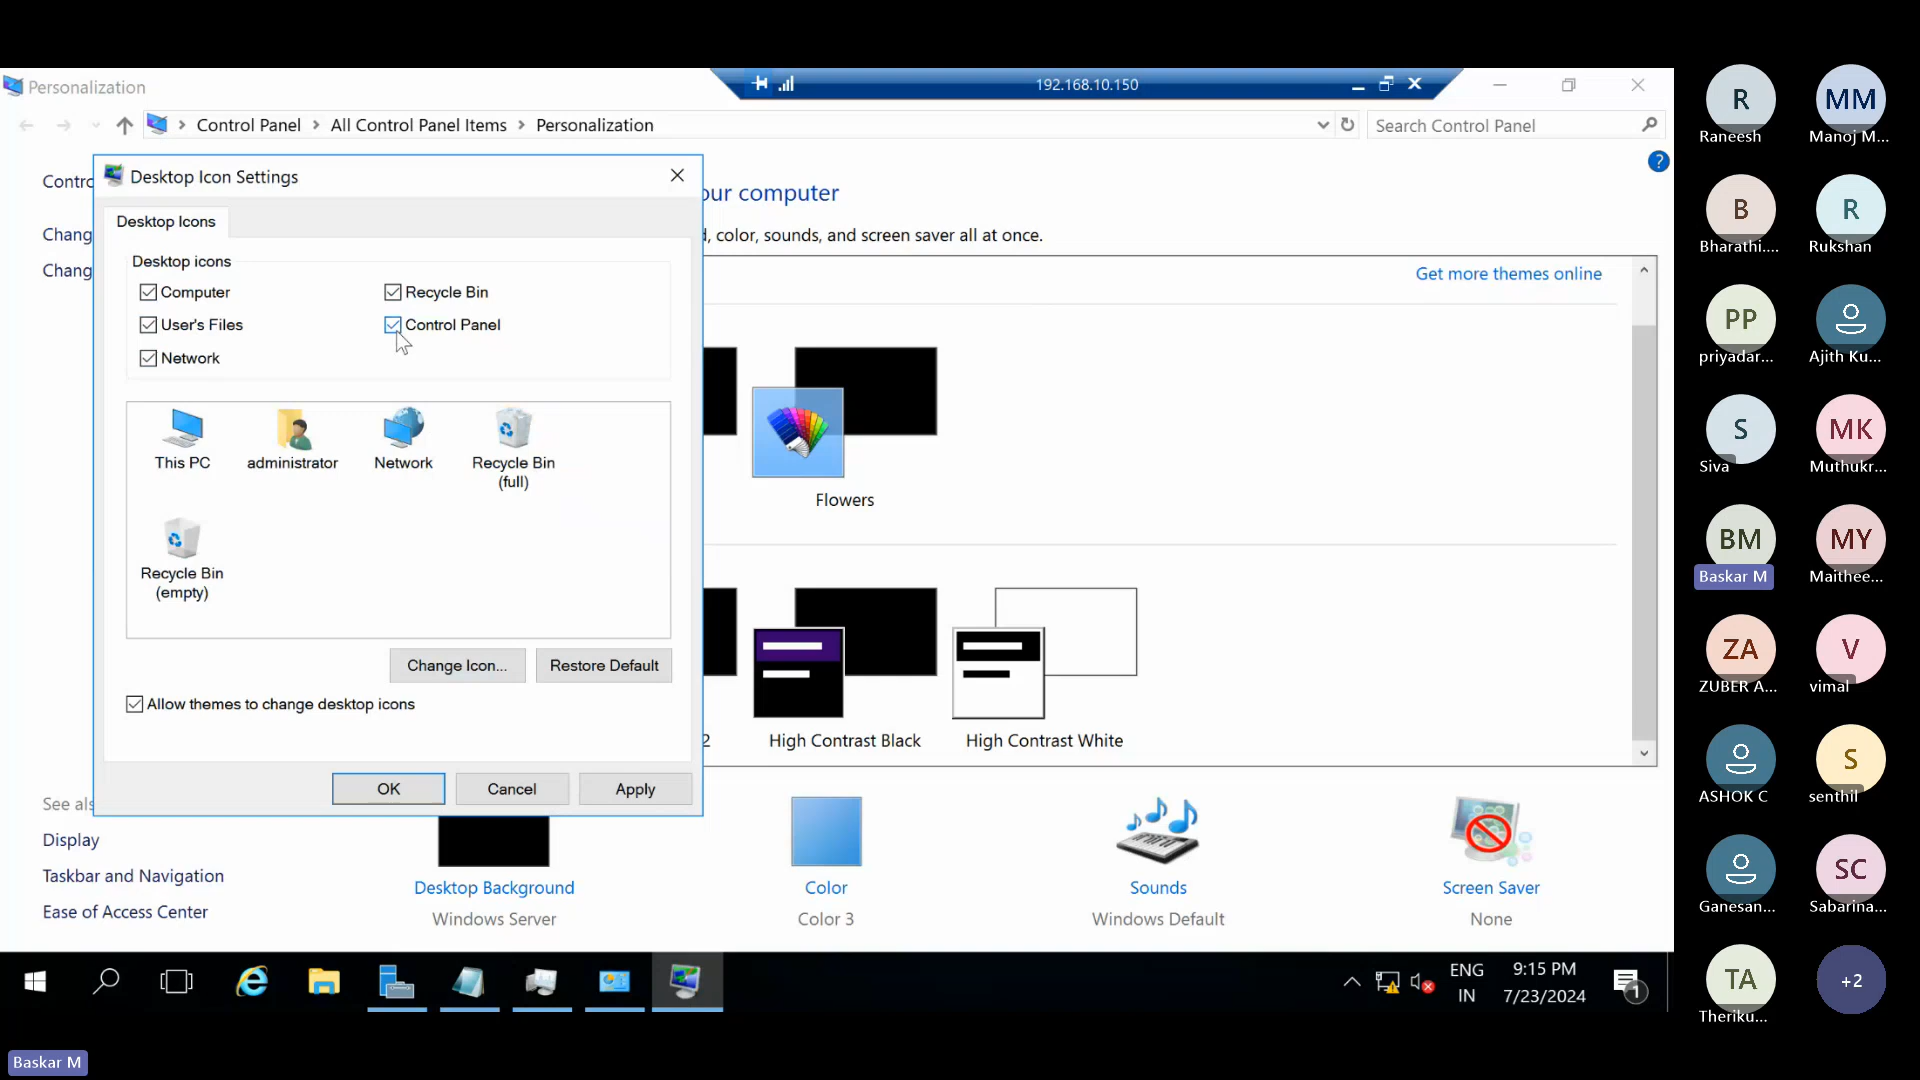 Personalization
192.168.10.150
Control Panel
All Control Panel Items
Personalization
Search Control Panel
Contro
Chang
Chang
our computer
, color, sounds, and screen saver all at once.
Get more themes online
Desktop Icon Settings
Desktop Icons
Desktop icons
Computer
Recycle Bin
User's Files
Control Panel
Network
This PC
administrator
Network
Recycle Bin
(full)
Recycle Bin
(empty)
Change Icon...
Restore Default
Allow themes to change desktop icons
OK
Cancel
Apply
Flowers
2
High Contrast Black
High Contrast White
See als
Display
Taskbar and Navigation
Ease of Access Center
Desktop Background
Windows Server
Color
Color 3
Sounds
Windows Default
Screen Saver
None
ENG
IN
9:15 PM
7/23/2024
1
R
Raneesh
MM
Manoj M...
B
Bharathi....
R
Rukshan
PP
priyadar...
Ajith Ku...
S
Siva
MK
Muthukr...
BM
Baskar M
MY
Maithee...
ZA
ZUBER A...
V
vimal
ASHOK C
S
senthil
Ganesan...
SC
Sabarina...
TA
Theriku...
+2
Baskar M